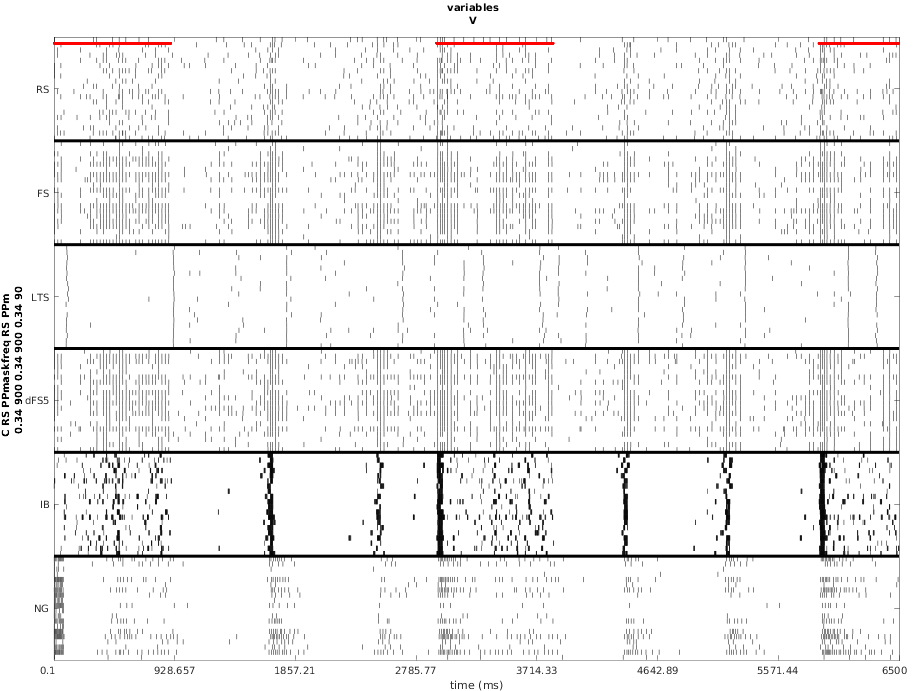 variables
V
C RS PPmaskfreq RS PPm
0.34 900 0.34 900 0.34 90
RS
FS
LTS
dFS5
IB
NG
0.1 928.657 1857.21 2785.77 3714.33 4642.89 5571.44 6500
time (ms)